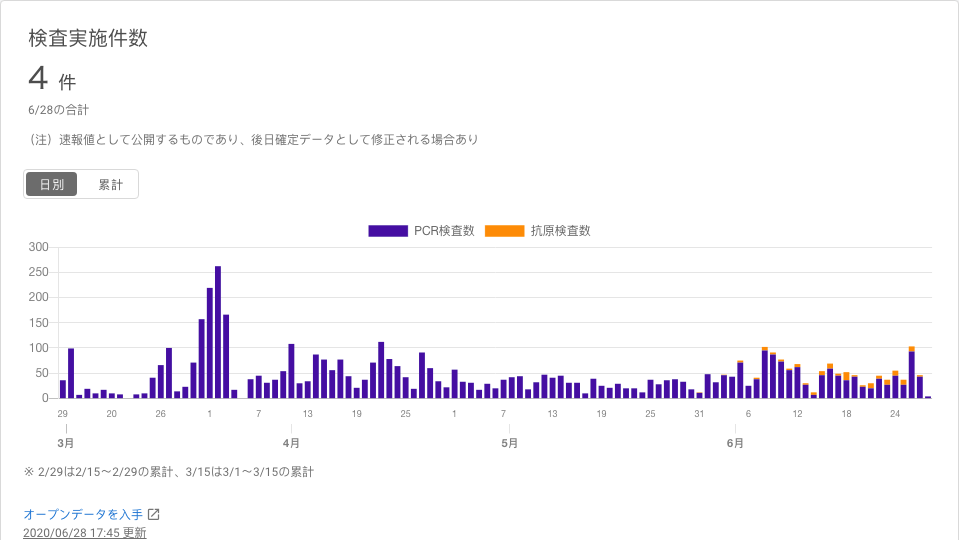 検査実施件数
4 件
6/28の合計
（注）速報値として公開するものであり、後日確定データとして修正される場合あり
日別 累計
PCR検査数 抗原検査数
300
250
200
150
100
50
0
29 20 26 1 7 13 19 25 1 7 13 19 25 31 6 12 18 24
3月 4月 5月 6月
※ 2/29は2/15〜2/29の累計、3/15は3/1〜3/15の累計
オープンデータを入手
2020/06/28 17:45 更新